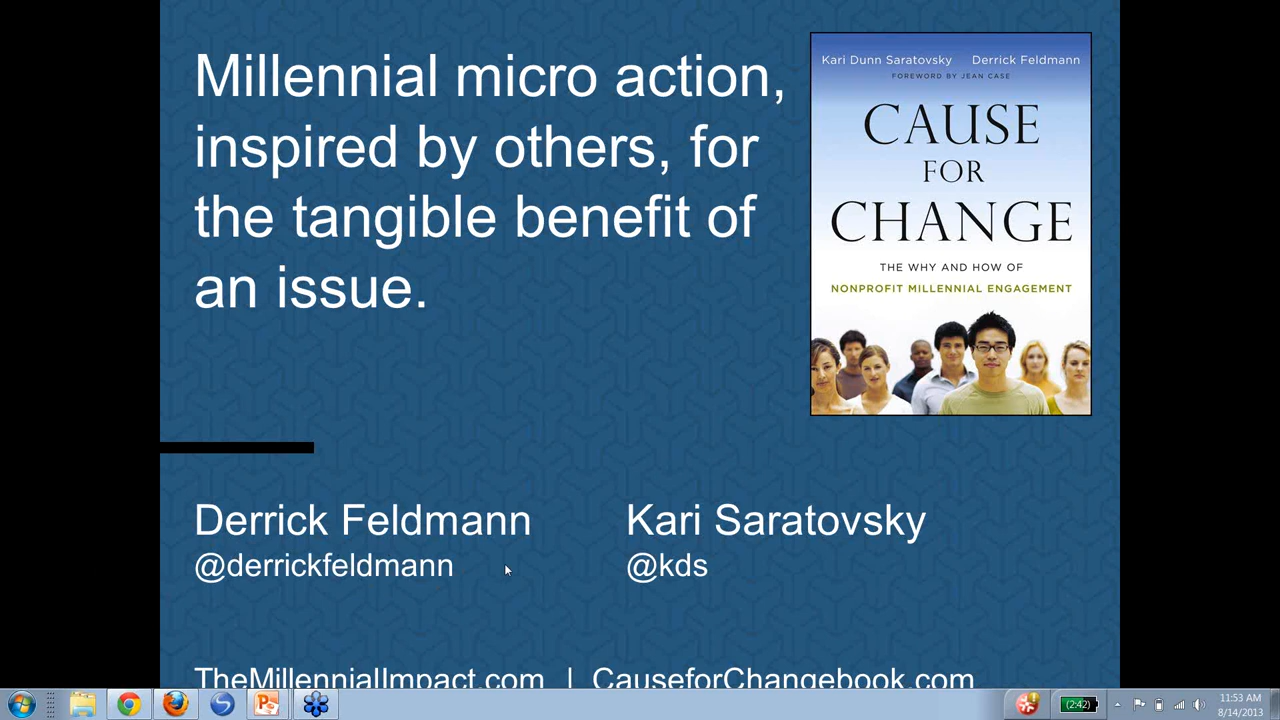 Millennial micro action,
inspired by others, for
the tangible benefit of
an issue.
Kari Dunn Saratovsky Derrick Feldmann
FOREWORD BY JEAN CASE
CAUSE
FOR
CHANGE
THE WHY AND HOW OF
NONPROFIT MILLENNIAL ENGAGEMENT
Derrick Feldmann
@derrickfeldmann
Kari Saratovsky
@kds
TheMillennialImpact.com | CauseforChangebook.com
(2:42)
11:53 AM
8/14/2013